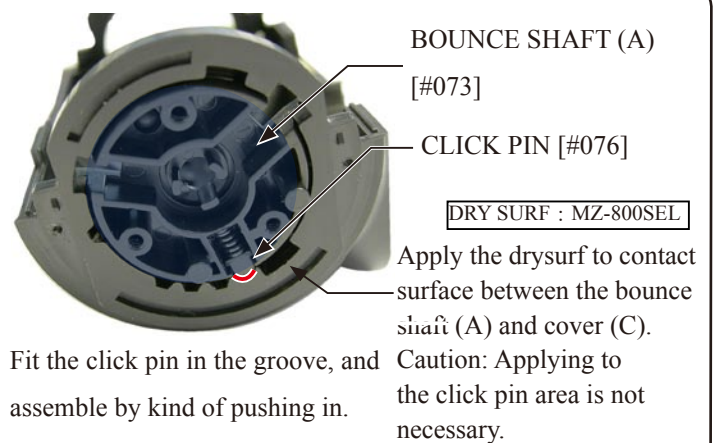 BOUNCE SHAFT (A)
[#073]
CLICK PIN [#076]
DRY SURF : MZ-800SEL
Apply the drysurf to contact
surface between the bounce
shaft (A) and cover (C).
Caution: Applying to
the click pin area is not
necessary.
Fit the click pin in the groove, and
assemble by kind of pushing in.